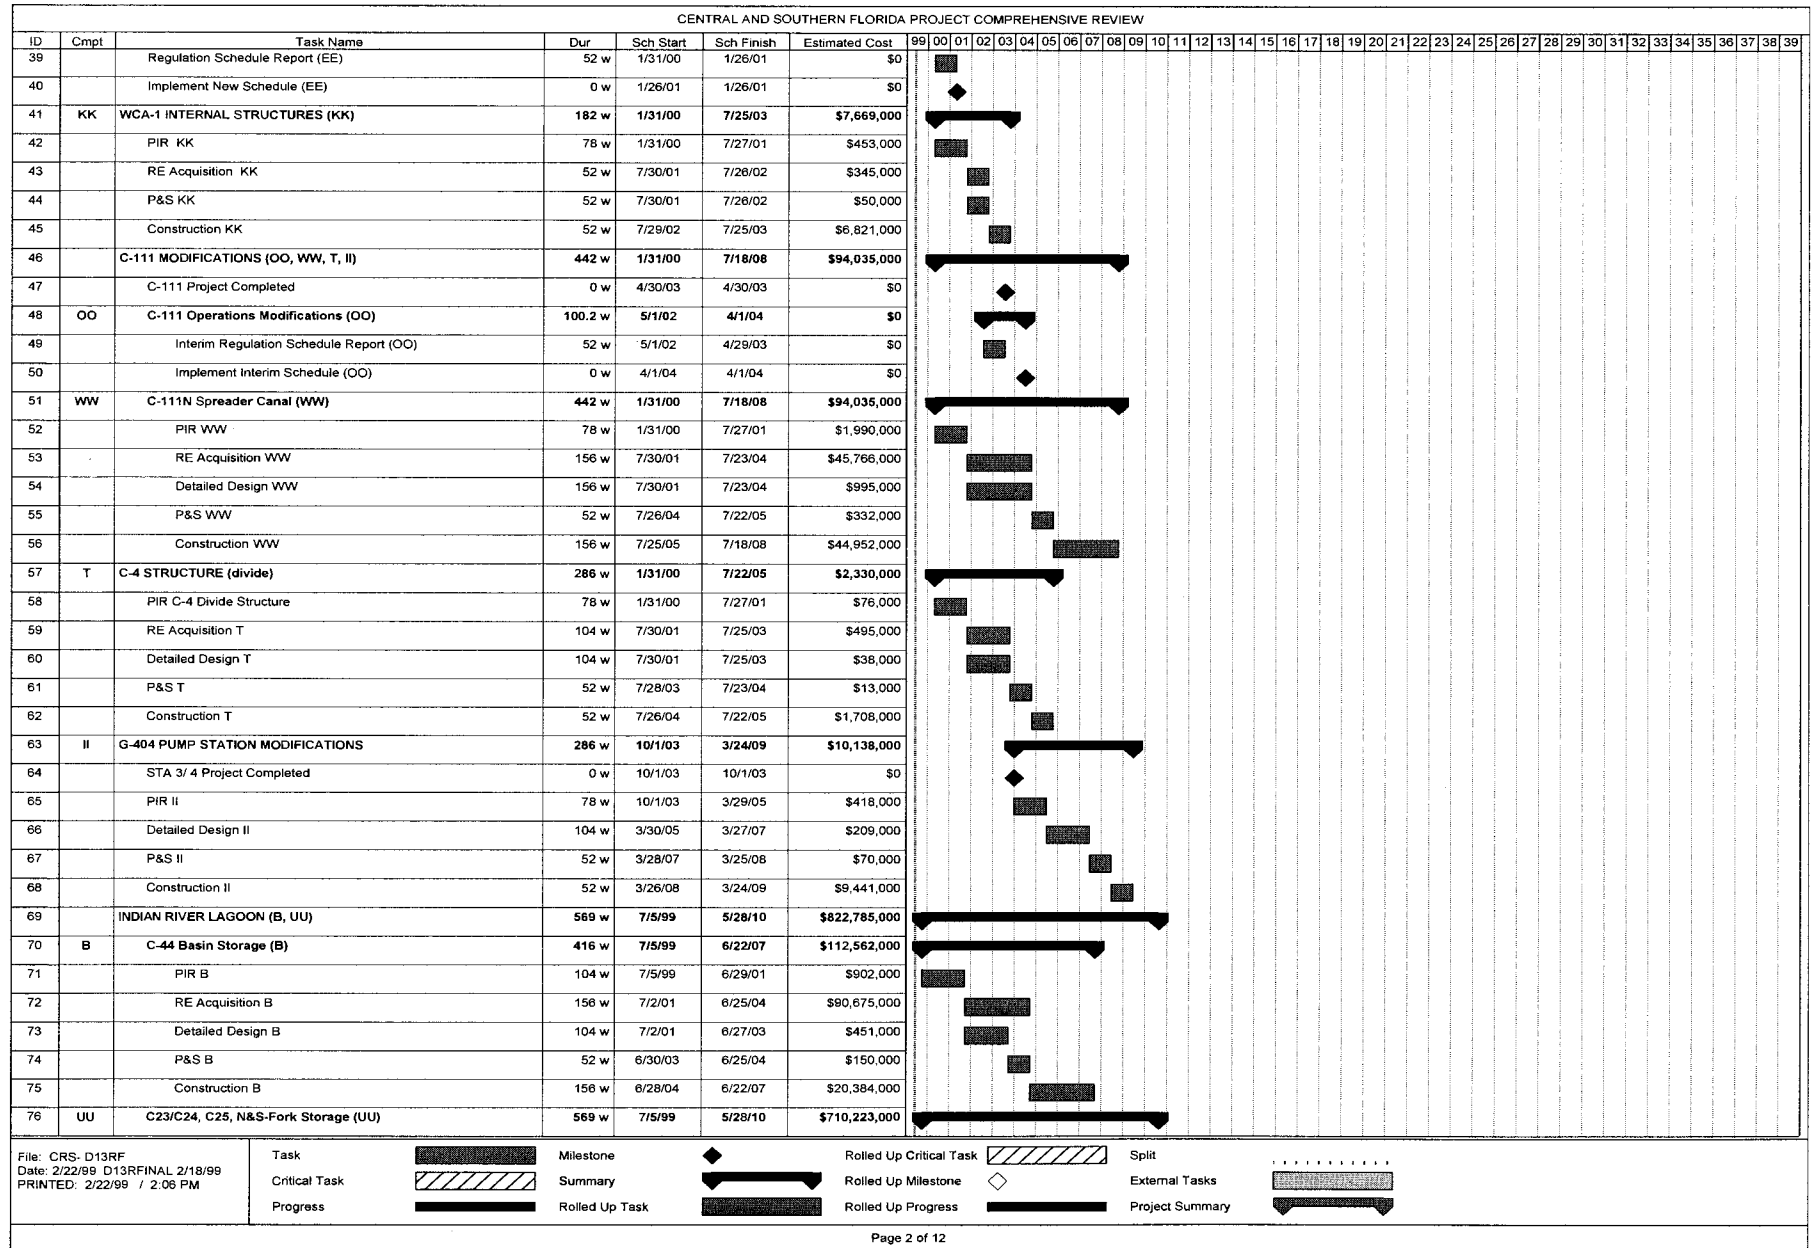 CENTRAL AND SOUTHERN FLORIDA PROJECT COMPREHENSIVE REVIEW
ID Cmpt Task Name Dur Sch Start Sch Finish Estimated Cost 99 00 01 02 03 04 05 06 07 08 09 10 11 12 13 14 15 16 17 18 19 20 21 22 23 24 25 26 27 28 29 30 31 32 33 34 35 36 37 38 39
39 Regulation Schedule Report (EE) 52 w 1/31/00 1/26/01 $0
40 Implement New Schedule (EE) 0 w 1/26/01 1/26/01 $0
41 KK WCA-1 INTERNAL STRUCTURES (KK) 182 w 1/31/00 7/25/03 $7,669,000
42 PIR KK 78 w 1/31/00 7/27/01 $453,000
43 RE Acquisition KK 52 w 7/30/01 7/26/02 $345,000
44 P&S KK 52 w 7/30/01 7/26/02 $50,000
45 Construction KK 52 w 7/29/02 7/25/03 $6,821,000
46 C-111 MODIFICATIONS (OO, WW, T, II) 442 w 1/31/00 7/18/08 $94,035,000
47 C-111 Project Completed 0 w 4/30/03 4/30/03 $0
48 OO C-111 Operations Modifications (OO) 100.2 w 5/1/02 4/1/04 $0
49 Interim Regulation Schedule Report (OO) 52 w 5/1/02 4/29/03 $0
50 Implement Interim Schedule (OO) 0 w 4/1/04 4/1/04 $0
51 WW C-111N Spreader Canal (WW) 442 w 1/31/00 7/18/08 $94,035,000
52 PIR WW 78 w 1/31/00 7/27/01 $1,990,000
53 RE Acquisition WW 156 w 7/30/01 7/23/04 $45,766,000
54 Detailed Design WW 156 w 7/30/01 7/23/04 $995,000
55 P&S WW 52 w 7/26/04 7/22/05 $332,000
56 Construction WW 156 w 7/25/05 7/18/08 $44,952,000
57 T C-4 STRUCTURE (divide) 286 w 1/31/00 7/22/05 $2,330,000
58 PIR C-4 Divide Structure 78 w 1/31/00 7/27/01 $76,000
59 RE Acquisition T 104 w 7/30/01 7/25/03 $495,000
60 Detailed Design T 104 w 7/30/01 7/25/03 $38,000
61 P&S T 52 w 7/28/03 7/23/04 $13,000
62 Construction T 52 w 7/26/04 7/22/05 $1,708,000
63 II G-404 PUMP STATION MODIFICATIONS 286 w 10/1/03 3/24/09 $10,138,000
64 STA 3/ 4 Project Completed 0 w 10/1/03 10/1/03 $0
65 PIR II 78 w 10/1/03 3/29/05 $418,000
66 Detailed Design II 104 w 3/30/05 3/27/07 $209,000
67 P&S II 52 w 3/28/07 3/25/08 $70,000
68 Construction II 52 w 3/26/08 3/24/09 $9,441,000
69 INDIAN RIVER LAGOON (B, UU) 569 w 7/5/99 5/28/10 $822,785,000
70 B C-44 Basin Storage (B) 416 w 7/5/99 6/22/07 $112,562,000
71 PIR B 104 w 7/5/99 6/29/01 $902,000
72 RE Acquisition B 156 w 7/2/01 6/25/04 $90,675,000
73 Detailed Design B 104 w 7/2/01 6/27/03 $451,000
74 P&S B 52 w 6/30/03 6/25/04 $150,000
75 Construction B 156 w 6/28/04 6/22/07 $20,384,000
76 UU C23/C24, C25, N&S-Fork Storage (UU) 569 w 7/5/99 5/28/10 $710,223,000
File: CRS- D13RF
Date: 2/22/99 D13RFINAL 2/18/99
PRINTED: 2/22/99 / 2:06 PM
Task Milestone Rolled Up Critical Task Split
Critical Task Summary Rolled Up Milestone External Tasks
Progress Rolled Up Task Rolled Up Progress Project Summary
Page 2 of 12